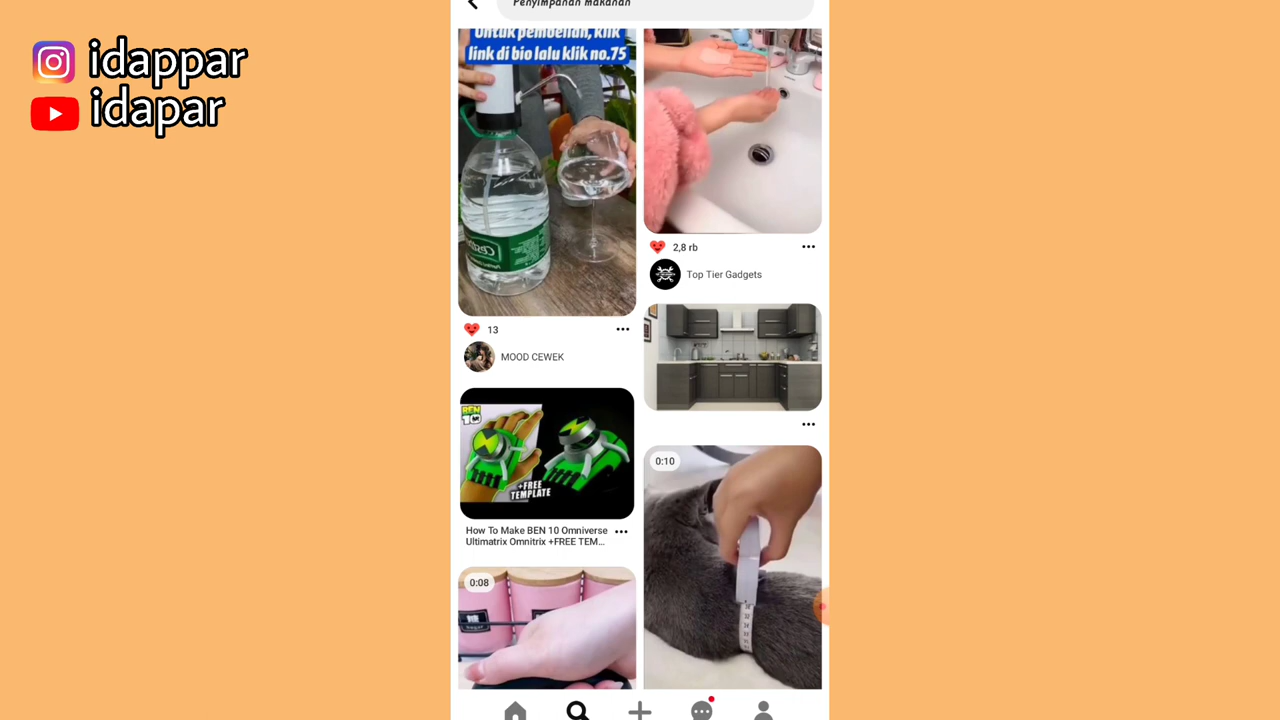 idappar
idapar
Penyimpanan makanan
Untuk pembelian, klik
link di bio lalu klik no.75
2,8 rb
Top Tier Gadgets
13
MOOD CEWEK
BEN
10
+FREE
TEMPLATE
How To Make BEN 10 Omniverse
Ultimatrix Omnitrix +FREE TEM...
0:10
0:08